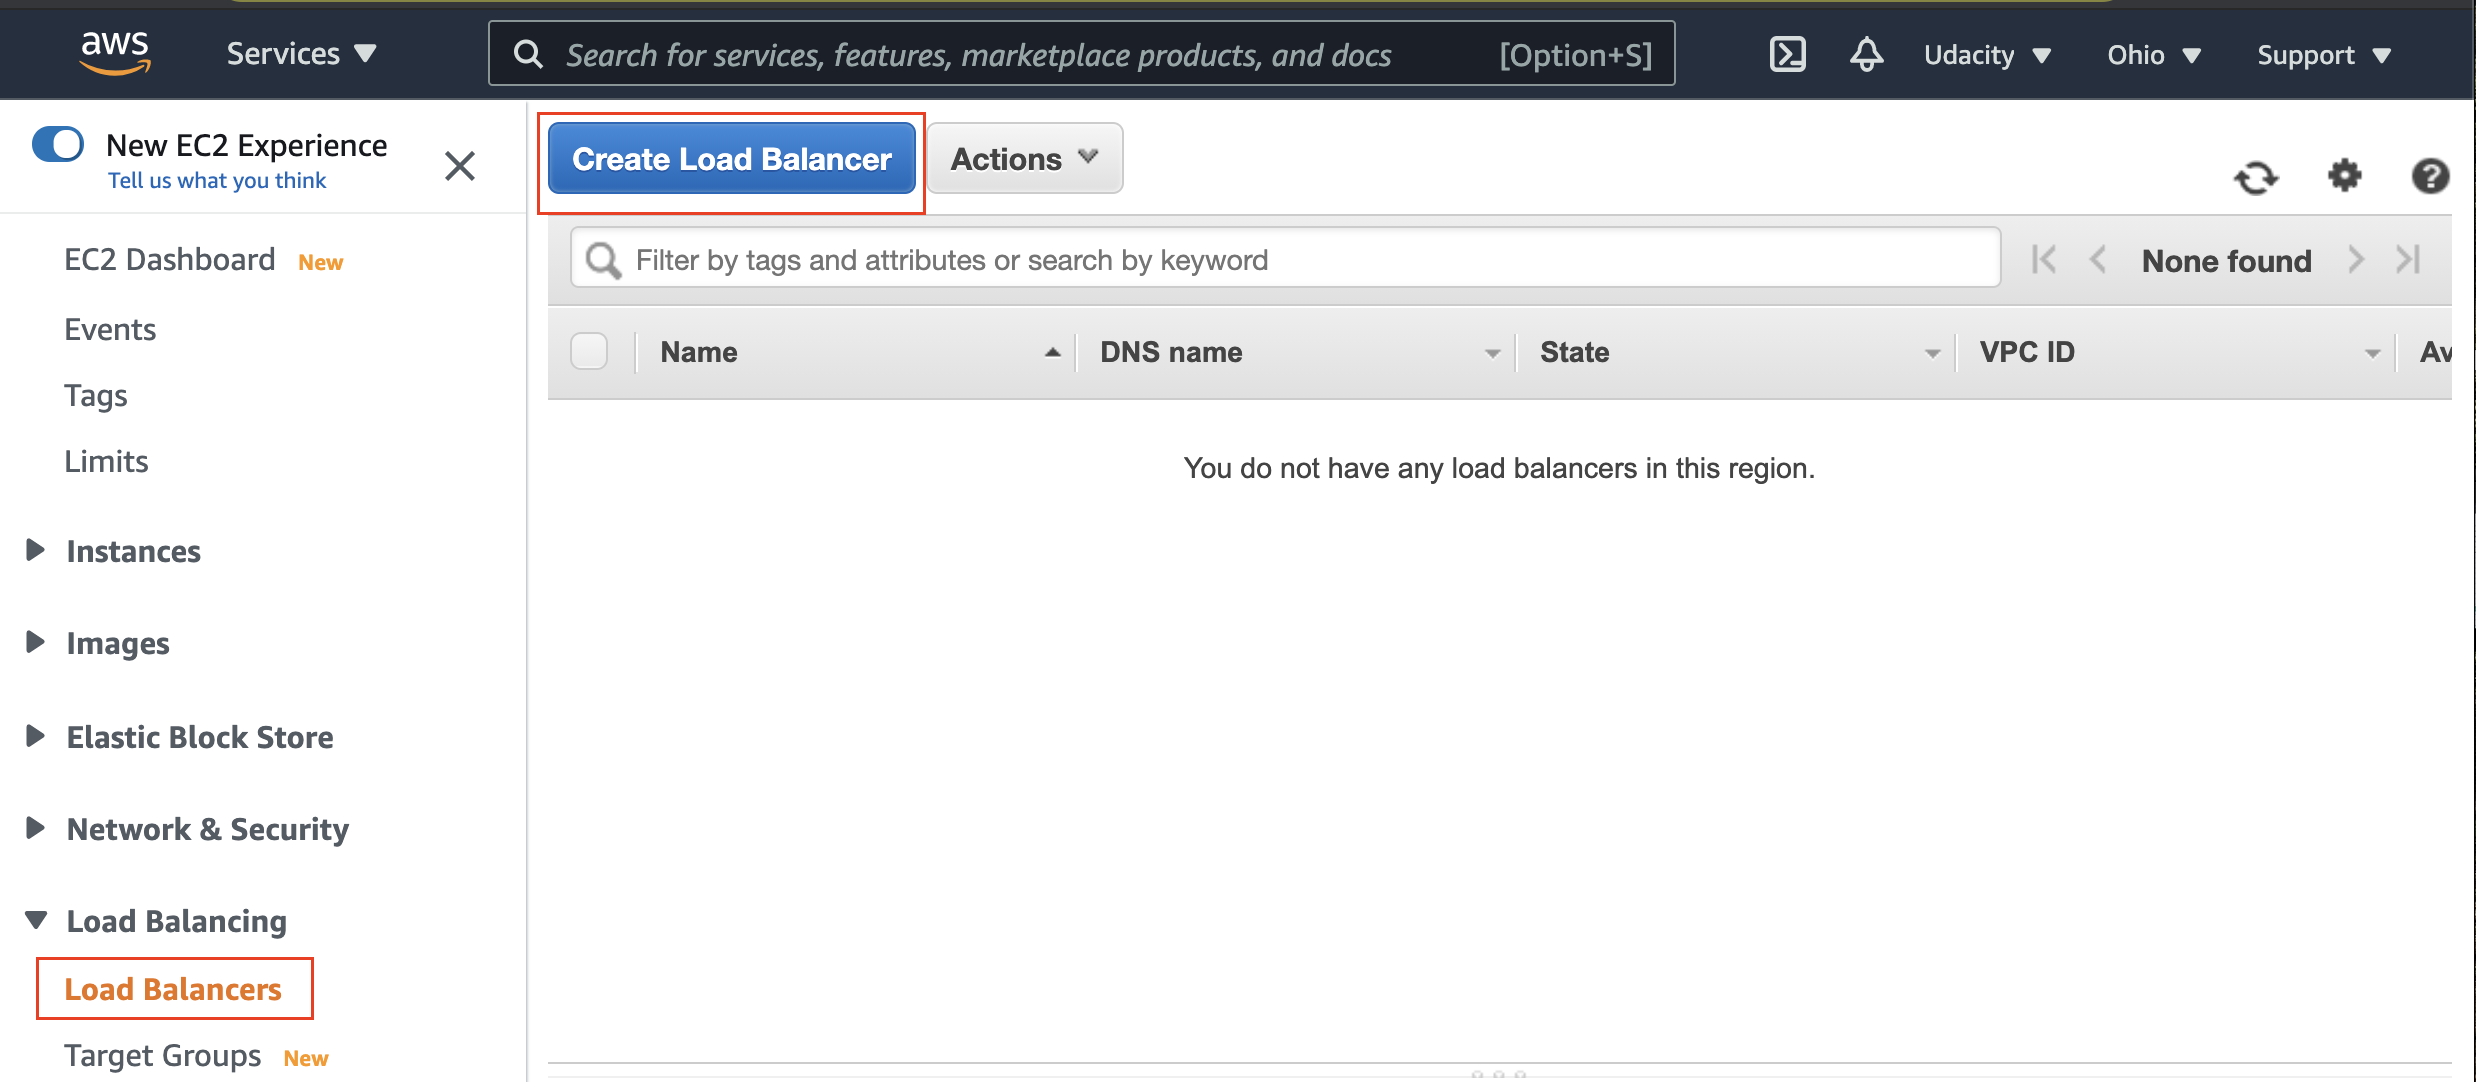 aws
Services
Search for services, features, marketplace products, and docs
[Option+S]
Udacity
Ohio
Support
New EC2 Experience
Tell us what you think
EC2 Dashboard New
Events
Tags
Limits
Instances
Images
Elastic Block Store
Network & Security
Load Balancing
Load Balancers
Target Groups New
Create Load Balancer
Actions
Filter by tags and attributes or search by keyword
None found
Name
DNS name
State
VPC ID
Av
You do not have any load balancers in this region.